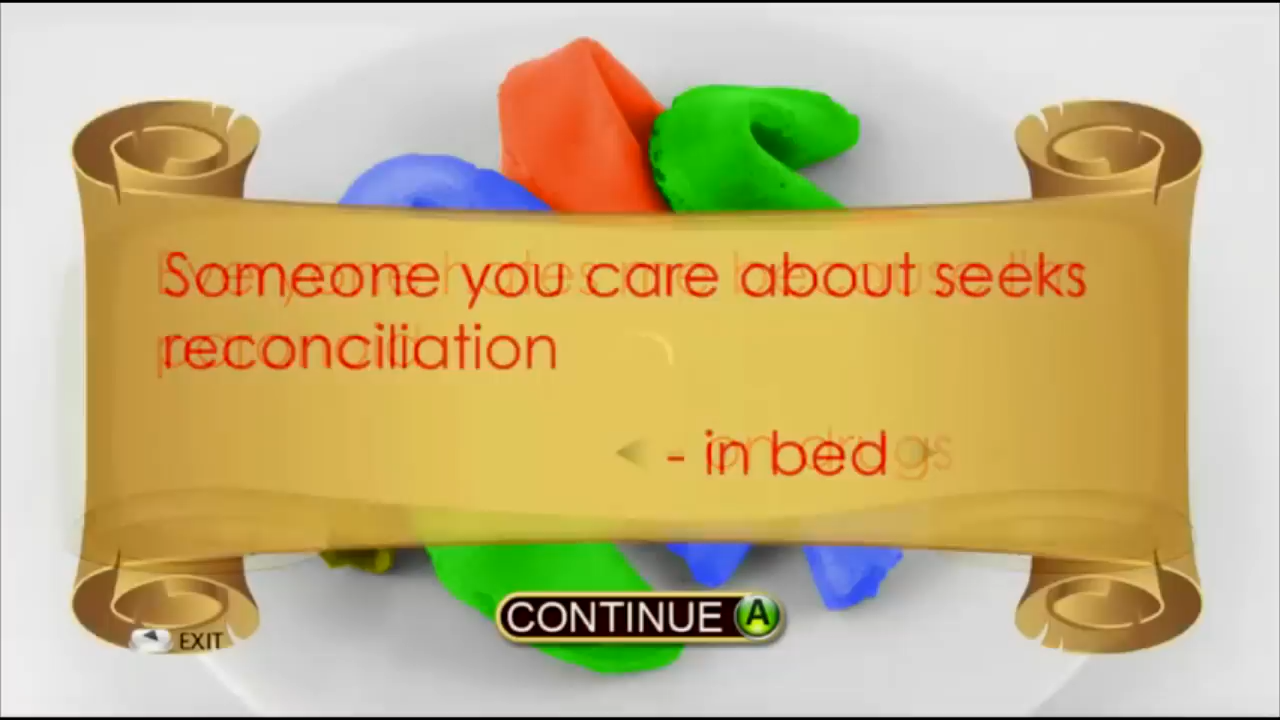 Someone you care about seeks
reconciliation
- in bed
CONTINUE A
EXIT